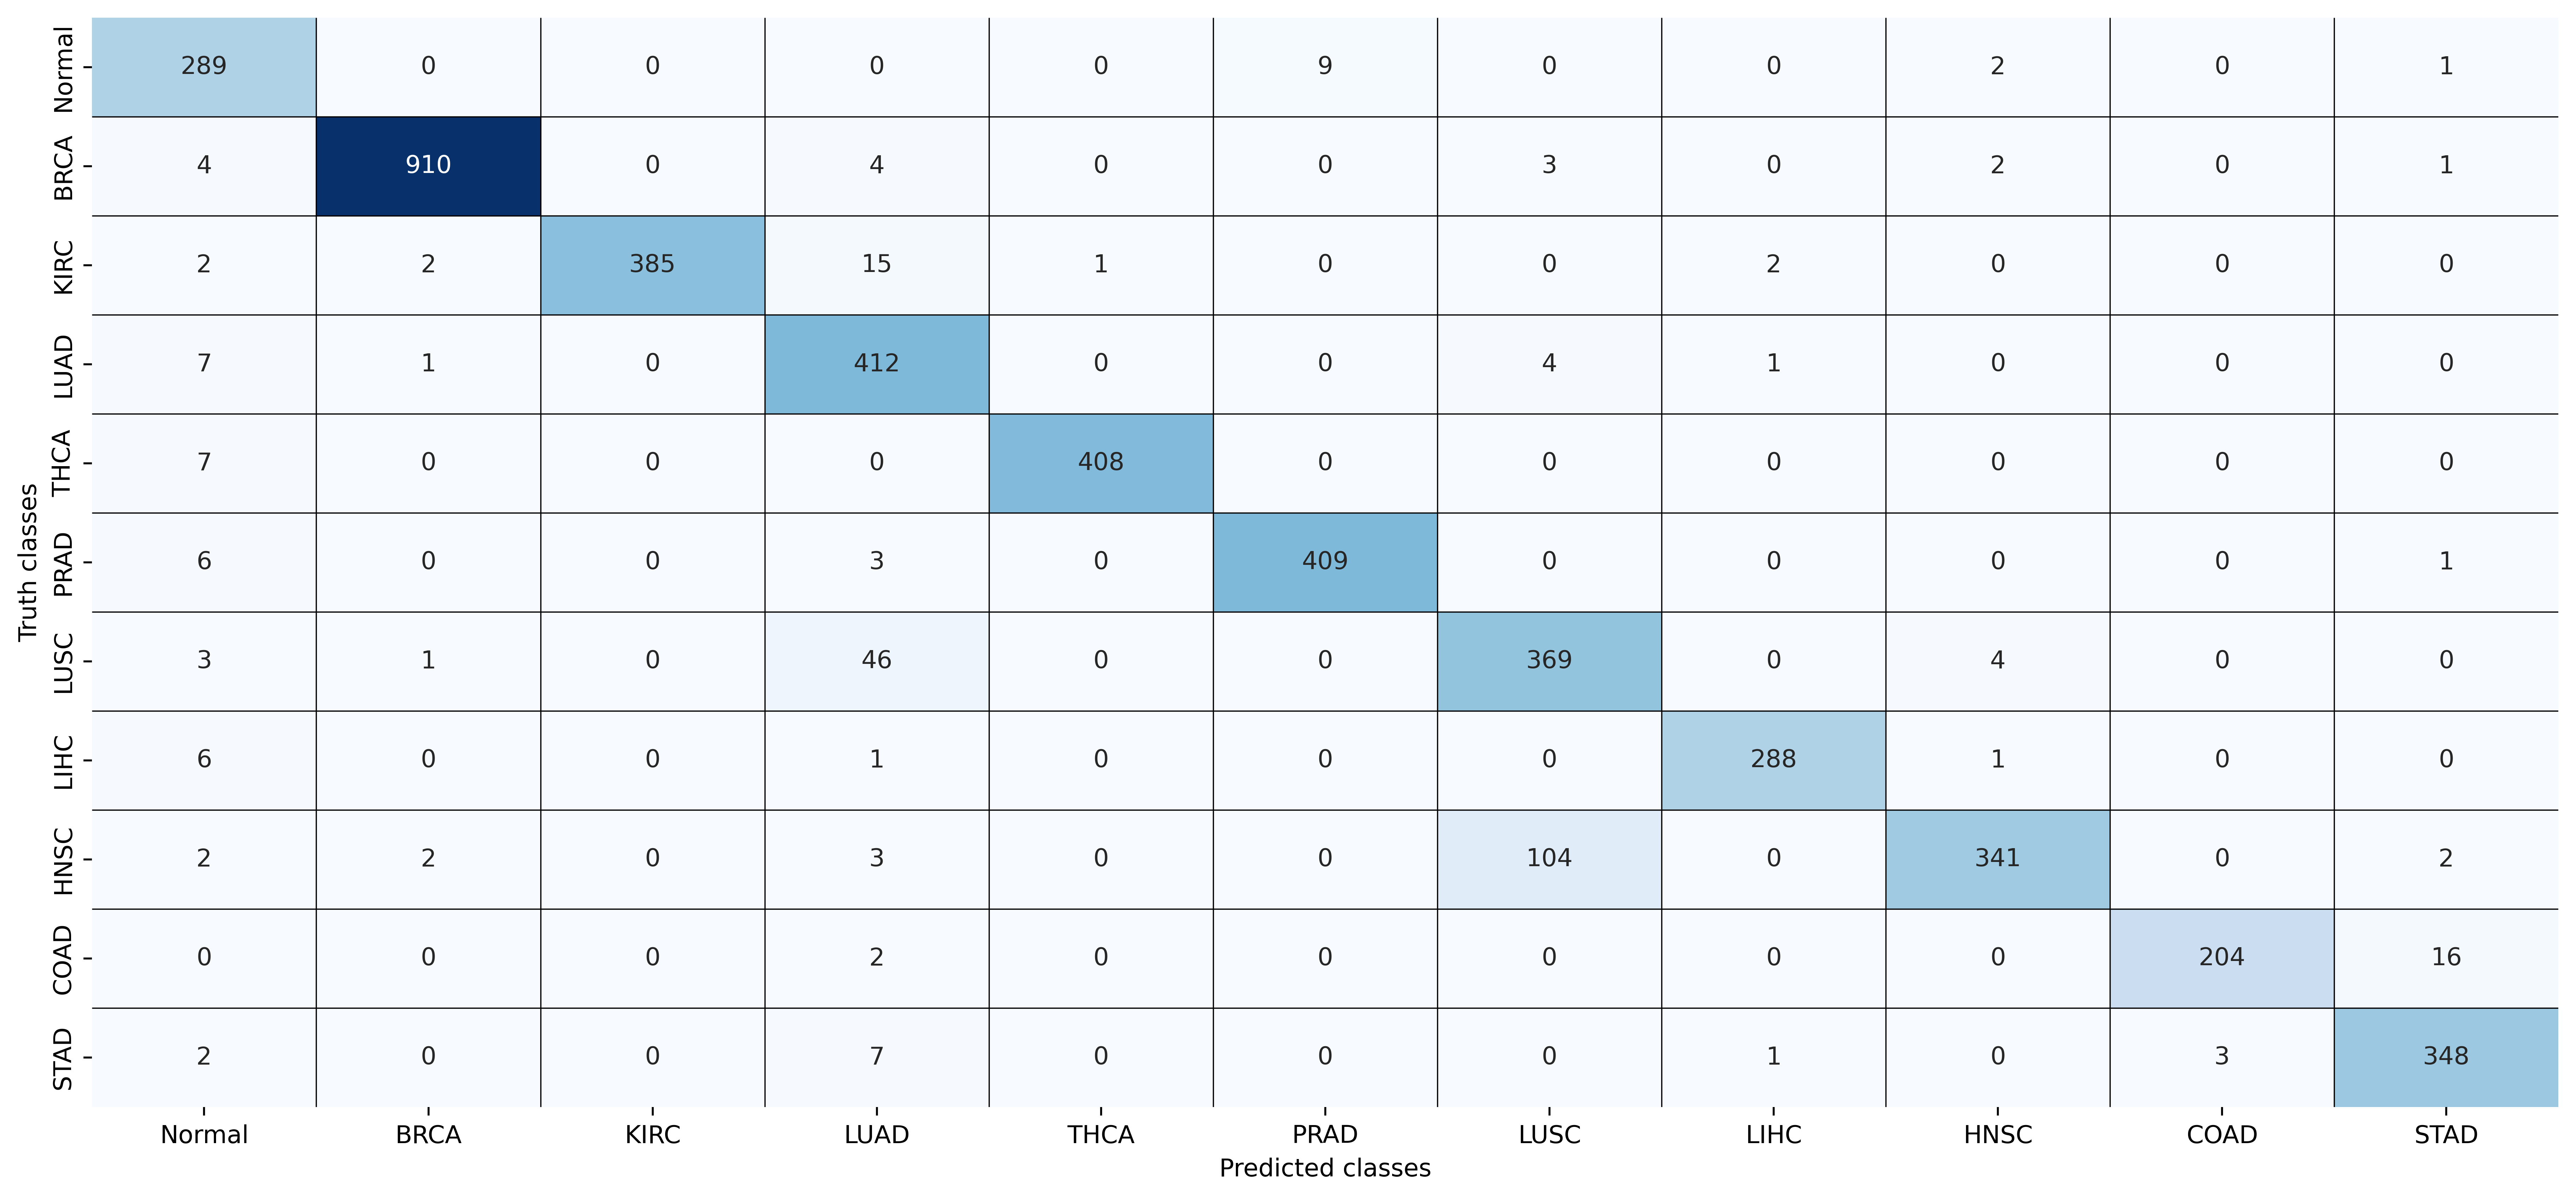 Truth classes
Normal 289 0 0 0 0 9 0 0 2 0 1
BRCA 4 910 0 4 0 0 3 0 2 0 1
KIRC 2 2 385 15 1 0 0 2 0 0 0
LUAD 7 1 0 412 0 0 4 1 0 0 0
THCA 7 0 0 0 408 0 0 0 0 0 0
PRAD 6 0 0 3 0 409 0 0 0 0 1
LUSC 3 1 0 46 0 0 369 0 4 0 0
LIHC 6 0 0 1 0 0 0 288 1 0 0
HNSC 2 2 0 3 0 0 104 0 341 0 2
COAD 0 0 0 2 0 0 0 0 0 204 16
STAD 2 0 0 7 0 0 0 1 0 3 348
Normal BRCA KIRC LUAD THCA PRAD LUSC LIHC HNSC COAD STAD
Predicted classes